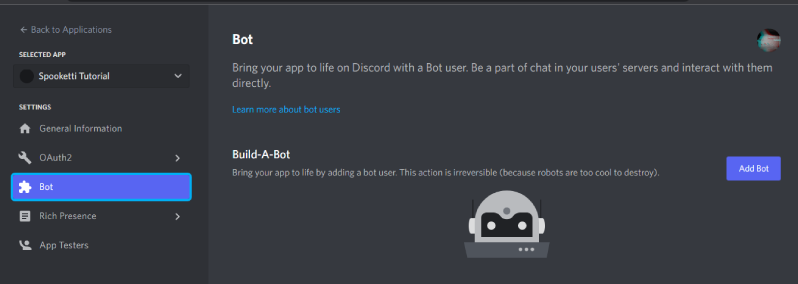 ← Back to Applications
SELECTED APP
Spooketti Tutorial
SETTINGS
General Information
OAuth2
Bot
Rich Presence
App Testers
Bot
Bring your app to life on Discord with a Bot user. Be a part of chat in your users' servers and interact with them
directly.
Learn more about bot users
Build-A-Bot
Bring your app to life by adding a bot user. This action is irreversible (because robots are too cool to destroy).
Add Bot